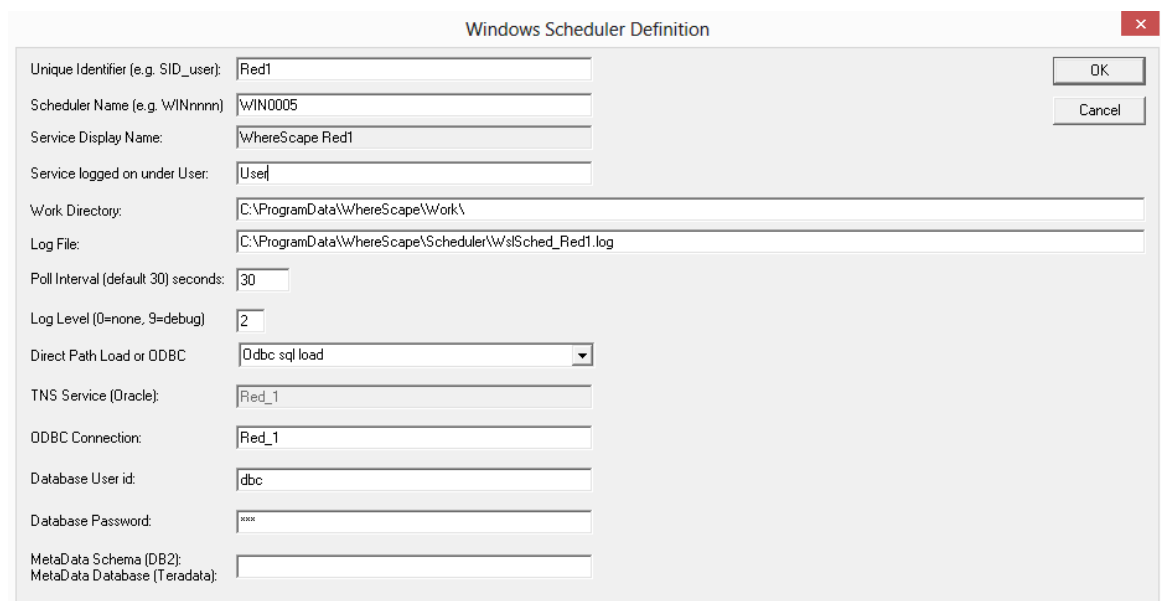 Windows Scheduler Definition
Unique Identifier (e.g. SID_user): Red1 OK
Scheduler Name (e.g. WINnnnn) WIN0005 Cancel
Service Display Name: WhereScape Red1
Service logged on under User: User
Work Directory: C:\ProgramData\WhereScape\Work\
Log File: C:\ProgramData\WhereScape\Scheduler\WslSched_Red1.log
Poll Interval (default 30) seconds: 30
Log Level (0=none, 9=debug) 2
Direct Path Load or ODBC Odbc sql load
TNS Service (Oracle): Red_1
ODBC Connection: Red_1
Database User id: dbc
Database Password: ***
MetaData Schema (DB2):
MetaData Database (Teradata):